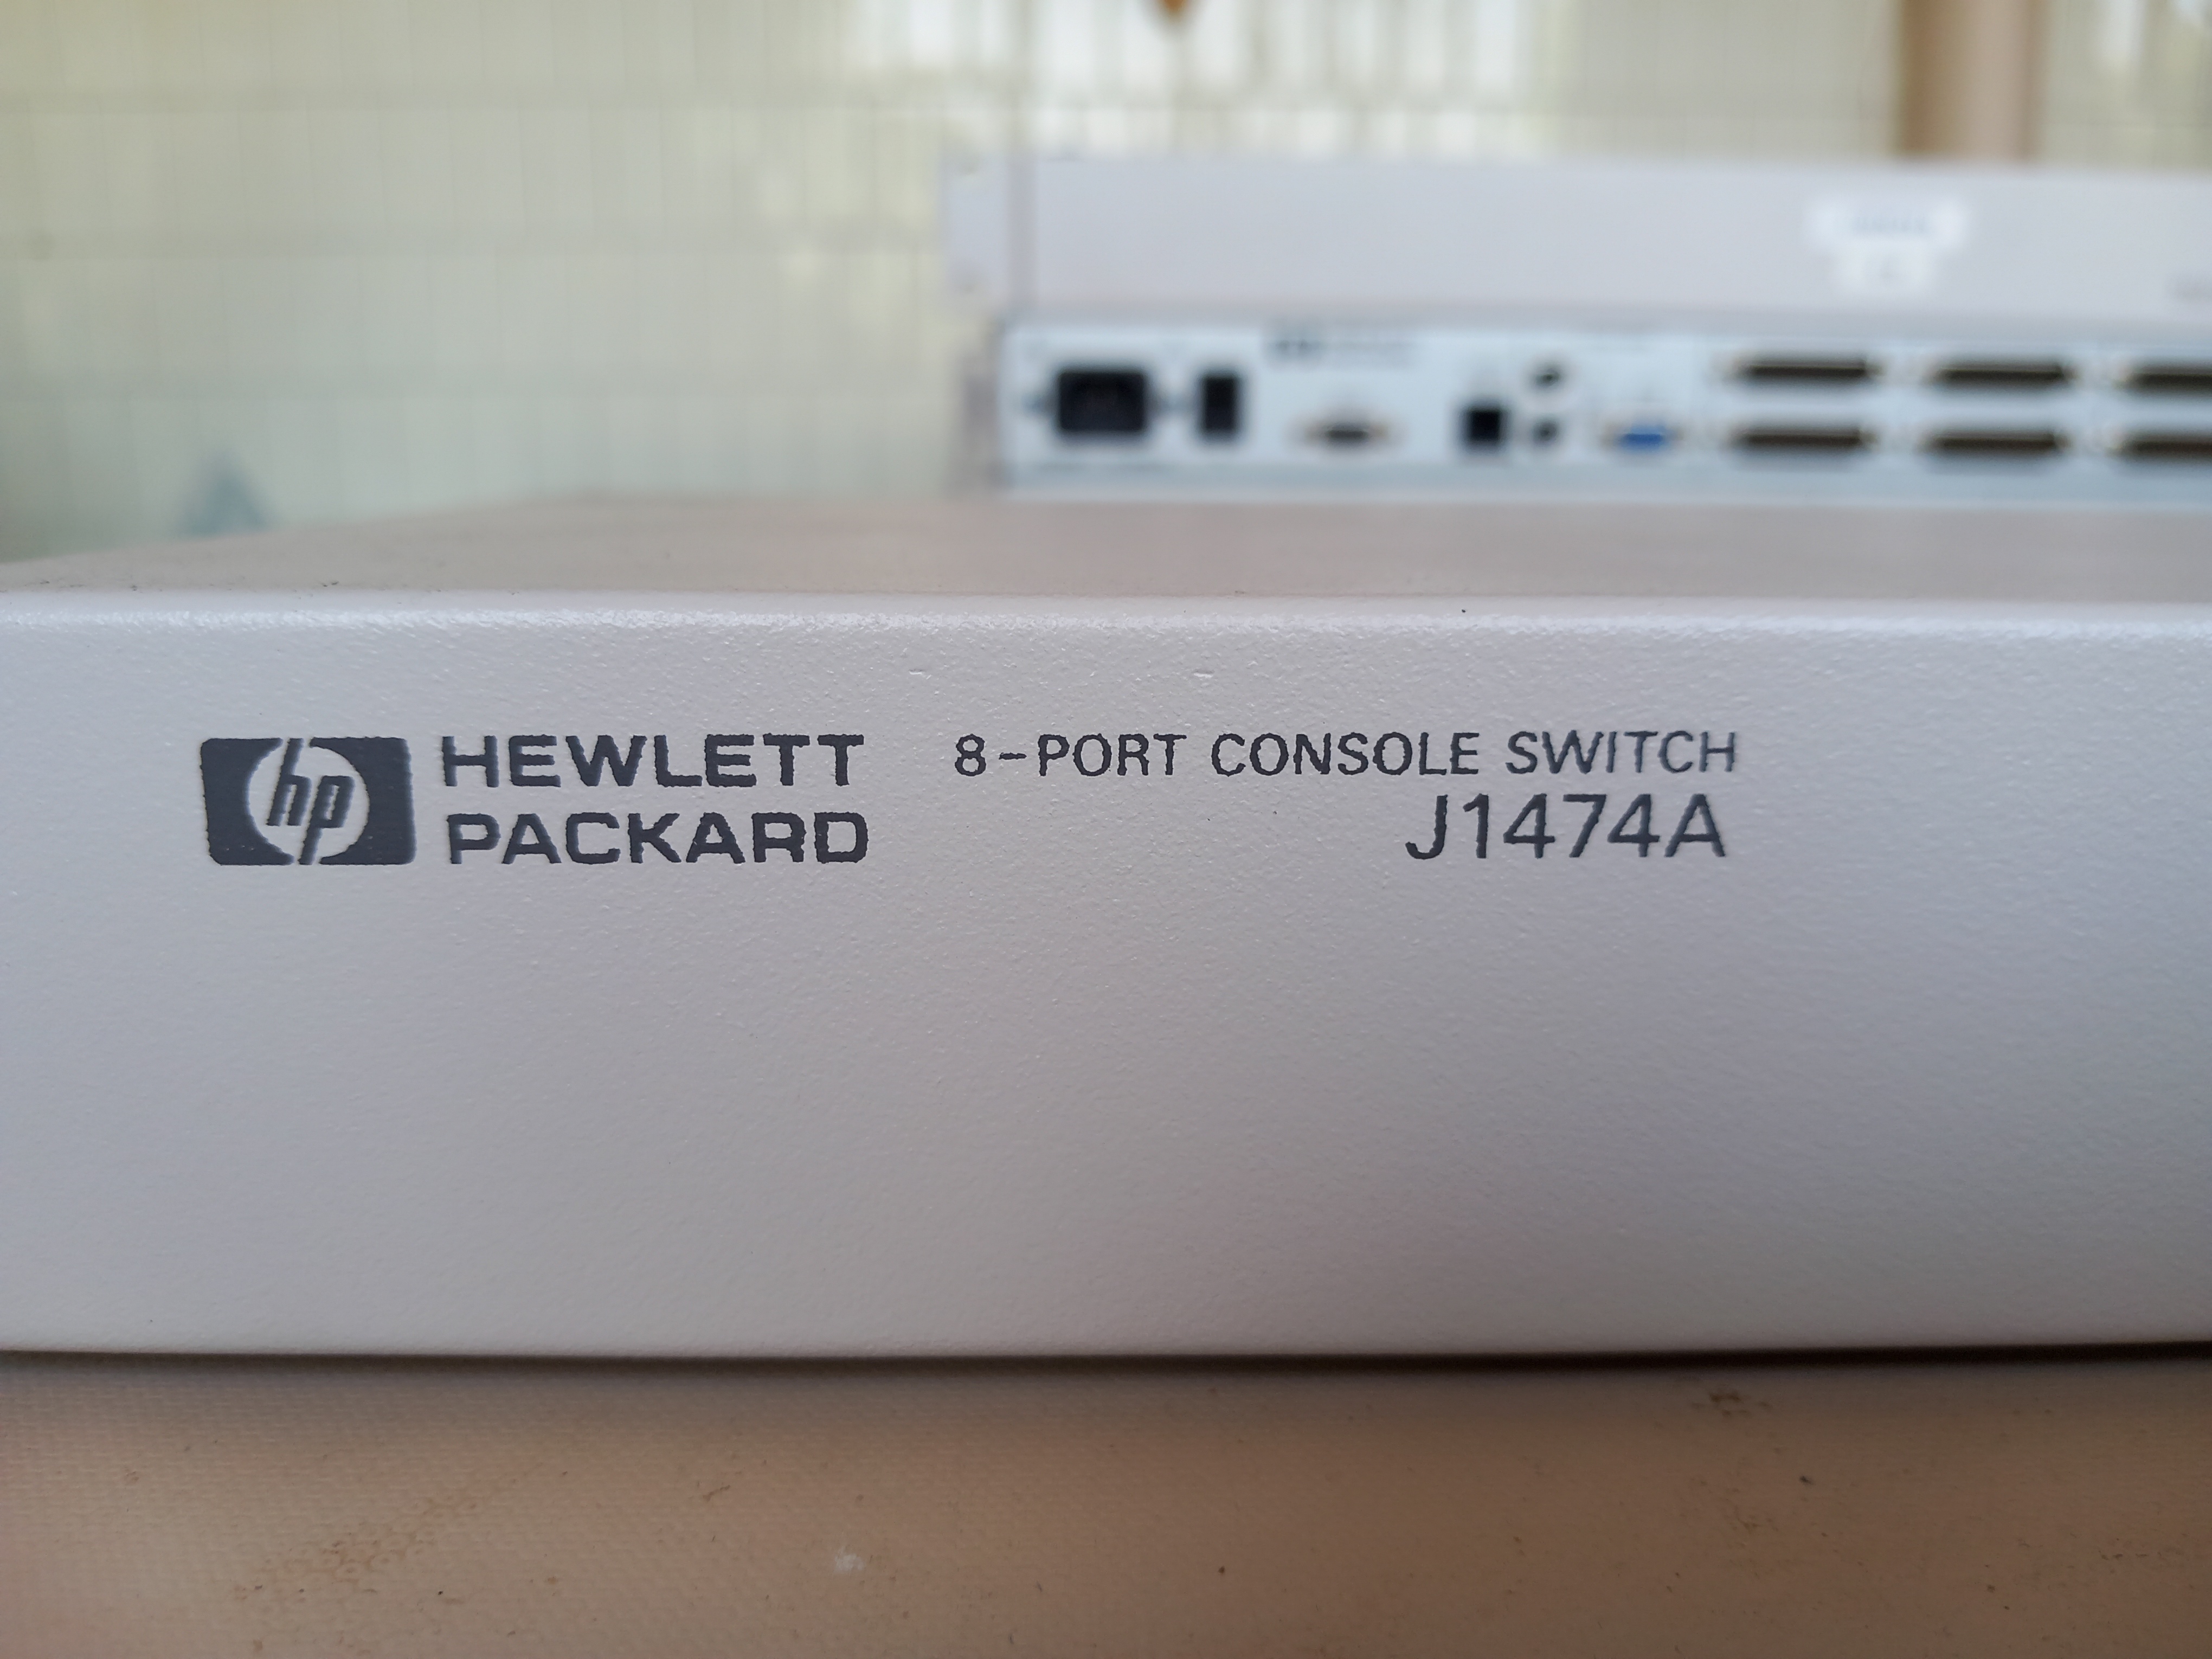 hp HEWLETT PACKARD
8-PORT CONSOLE SWITCH
J1474A